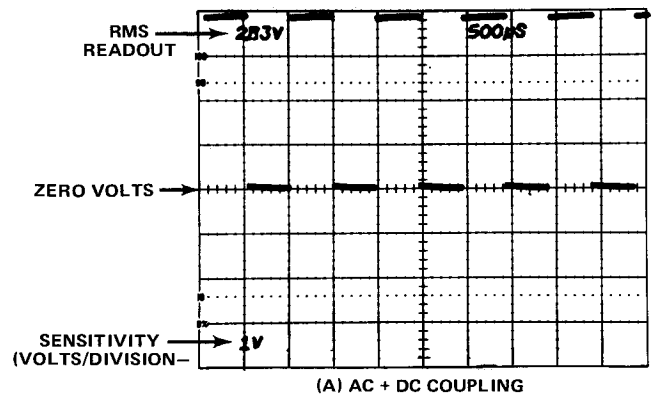 RMS
READOUT
2.83V
500µS
ZERO VOLTS
SENSITIVITY
(VOLTS/DIVISION—
1V
(A) AC + DC COUPLING